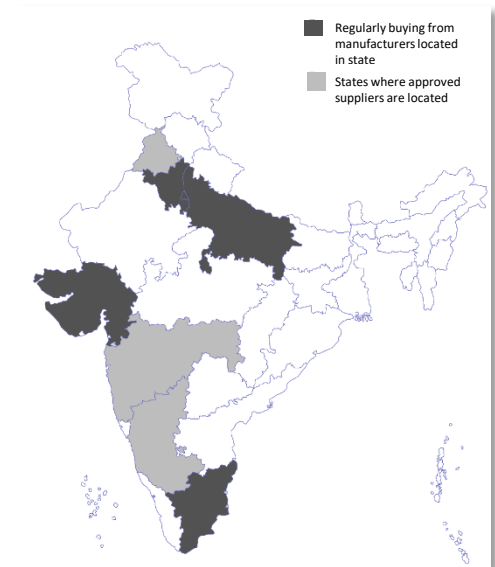 Regularly buying from
manufacturers located
in state
States where approved
suppliers are located